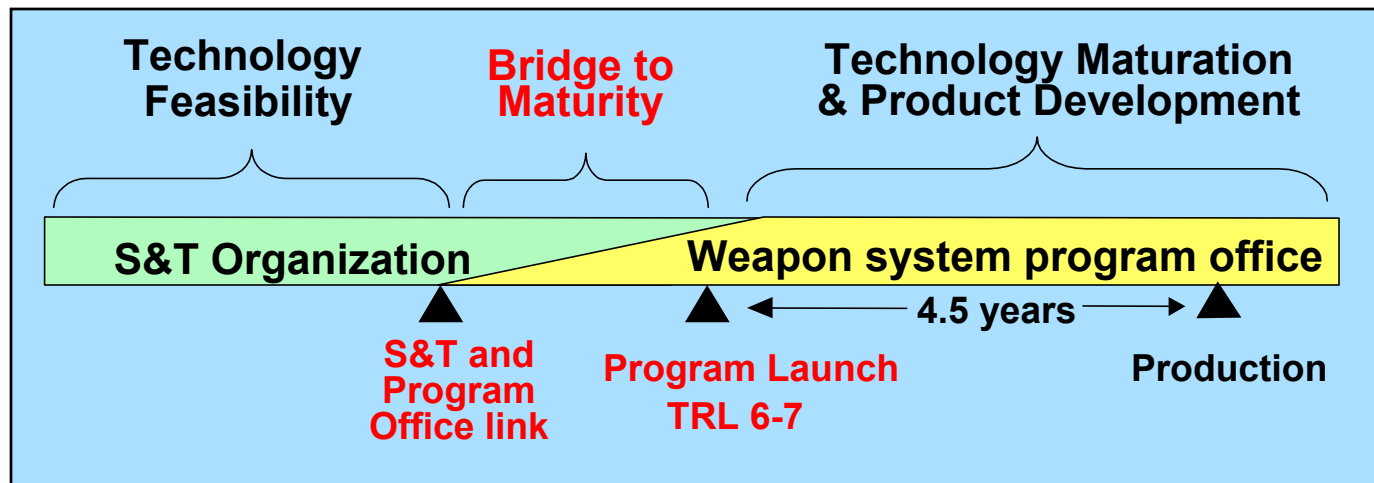 Technology
Feasibility
Bridge to
Maturity
Technology Maturation
& Product Development
S&T Organization
Weapon system program office
4.5 years
S&T and
Program
Office link
Program Launch
TRL 6-7
Production